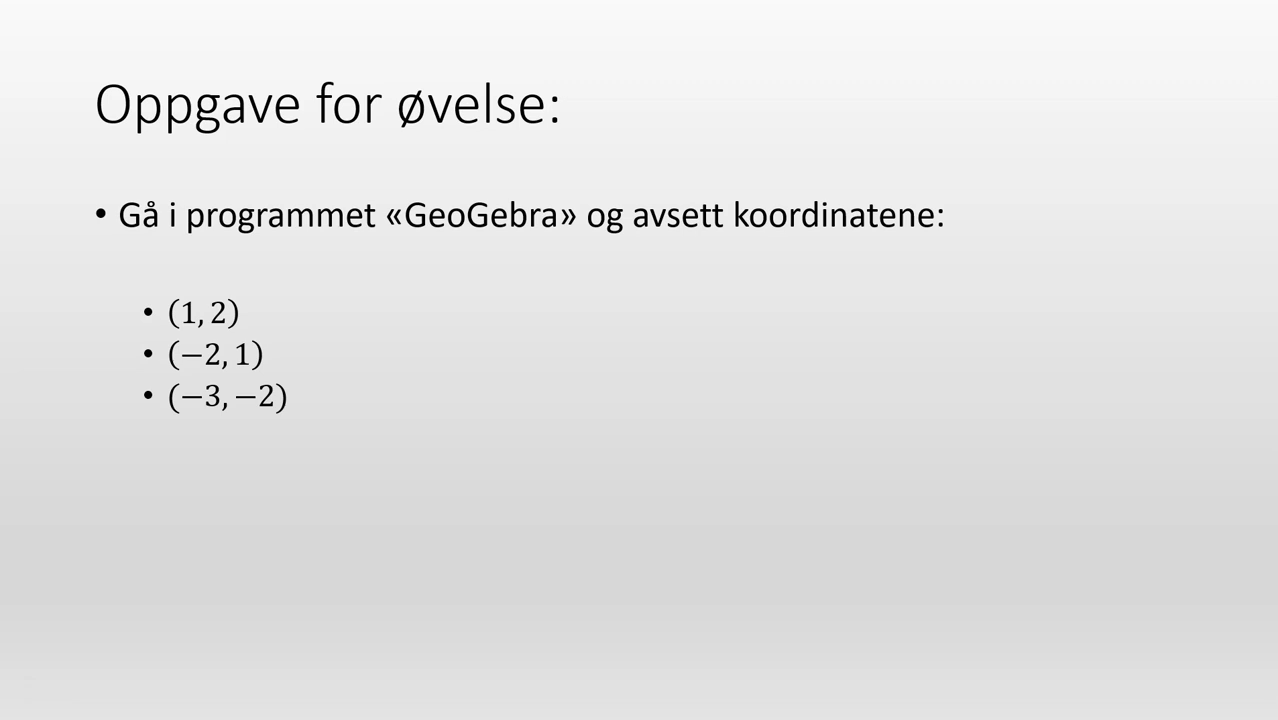 Oppgave for øvelse:
• Gå i programmet «GeoGebra» og avsett koordinatene:
• (1, 2)
• (−2, 1)
• (−3, −2)